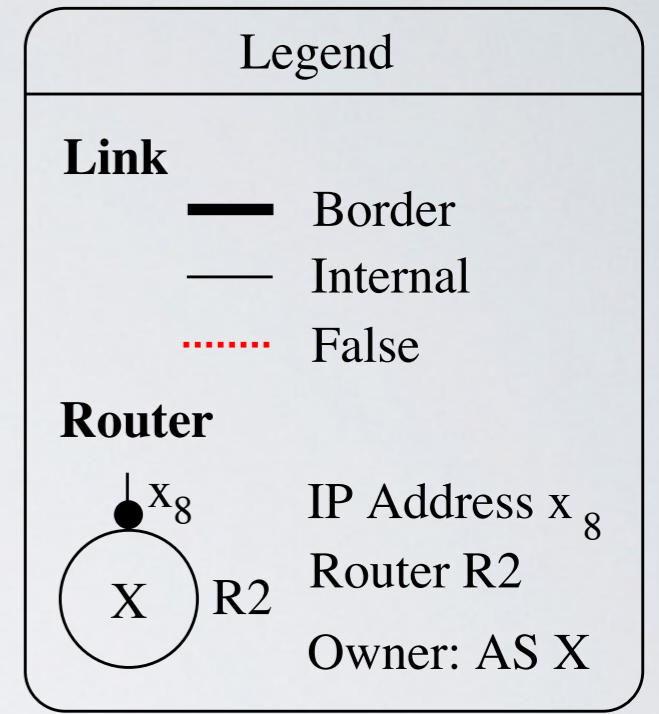 Legend
Link
Border
Internal
False
Router
x8
IP Address x 8
X R2
Router R2
Owner: AS X